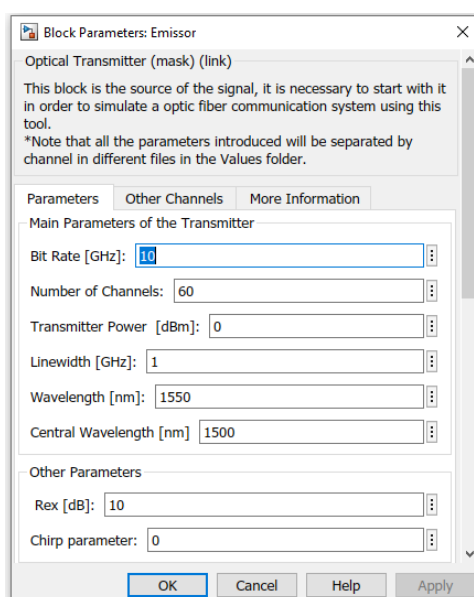 Block Parameters: Emissor
Optical Transmitter (mask) (link)
This block is the source of the signal, it is necessary to start with it
in order to simulate a optic fiber communication system using this
tool.
*Note that all the parameters introduced will be separated by
channel in different files in the Values folder.
Parameters Other Channels More Information
Main Parameters of the Transmitter
Bit Rate [GHz]: 10
Number of Channels: 60
Transmitter Power [dBm]: 0
Linewidth [GHz]: 1
Wavelength [nm]: 1550
Central Wavelength [nm] 1500
Other Parameters
Rex [dB]: 10
Chirp parameter: 0
OK Cancel Help Apply